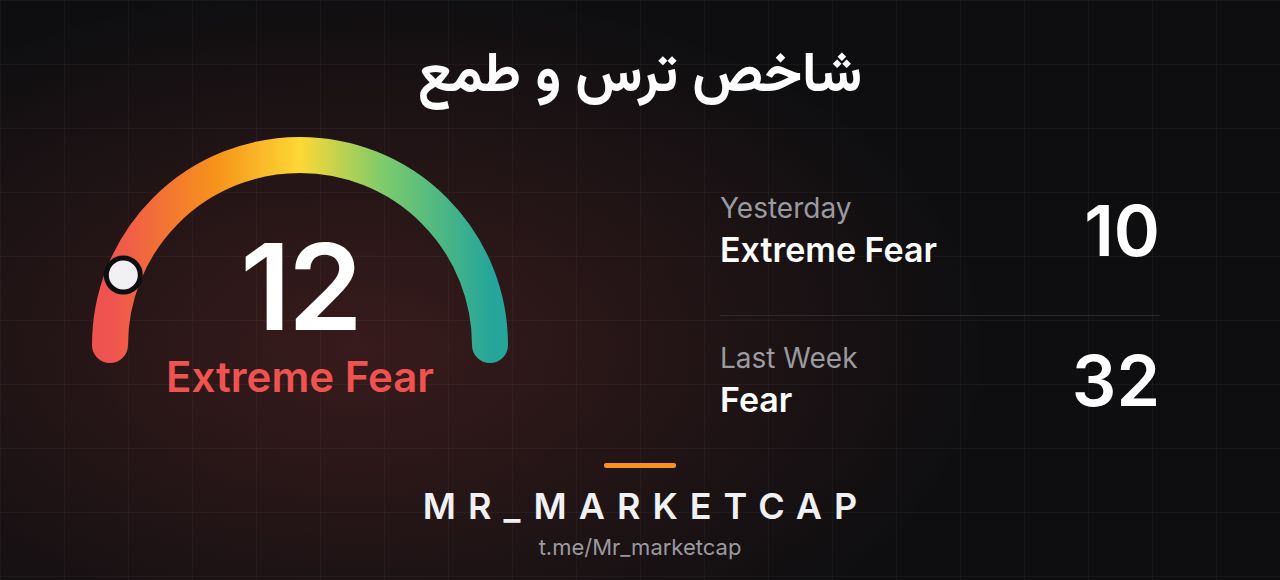 شاخص ترس و طمع
12
Extreme Fear
Yesterday
Extreme Fear
10
Last Week
Fear
32
MR_MARKETCAP
t.me/Mr_marketcap